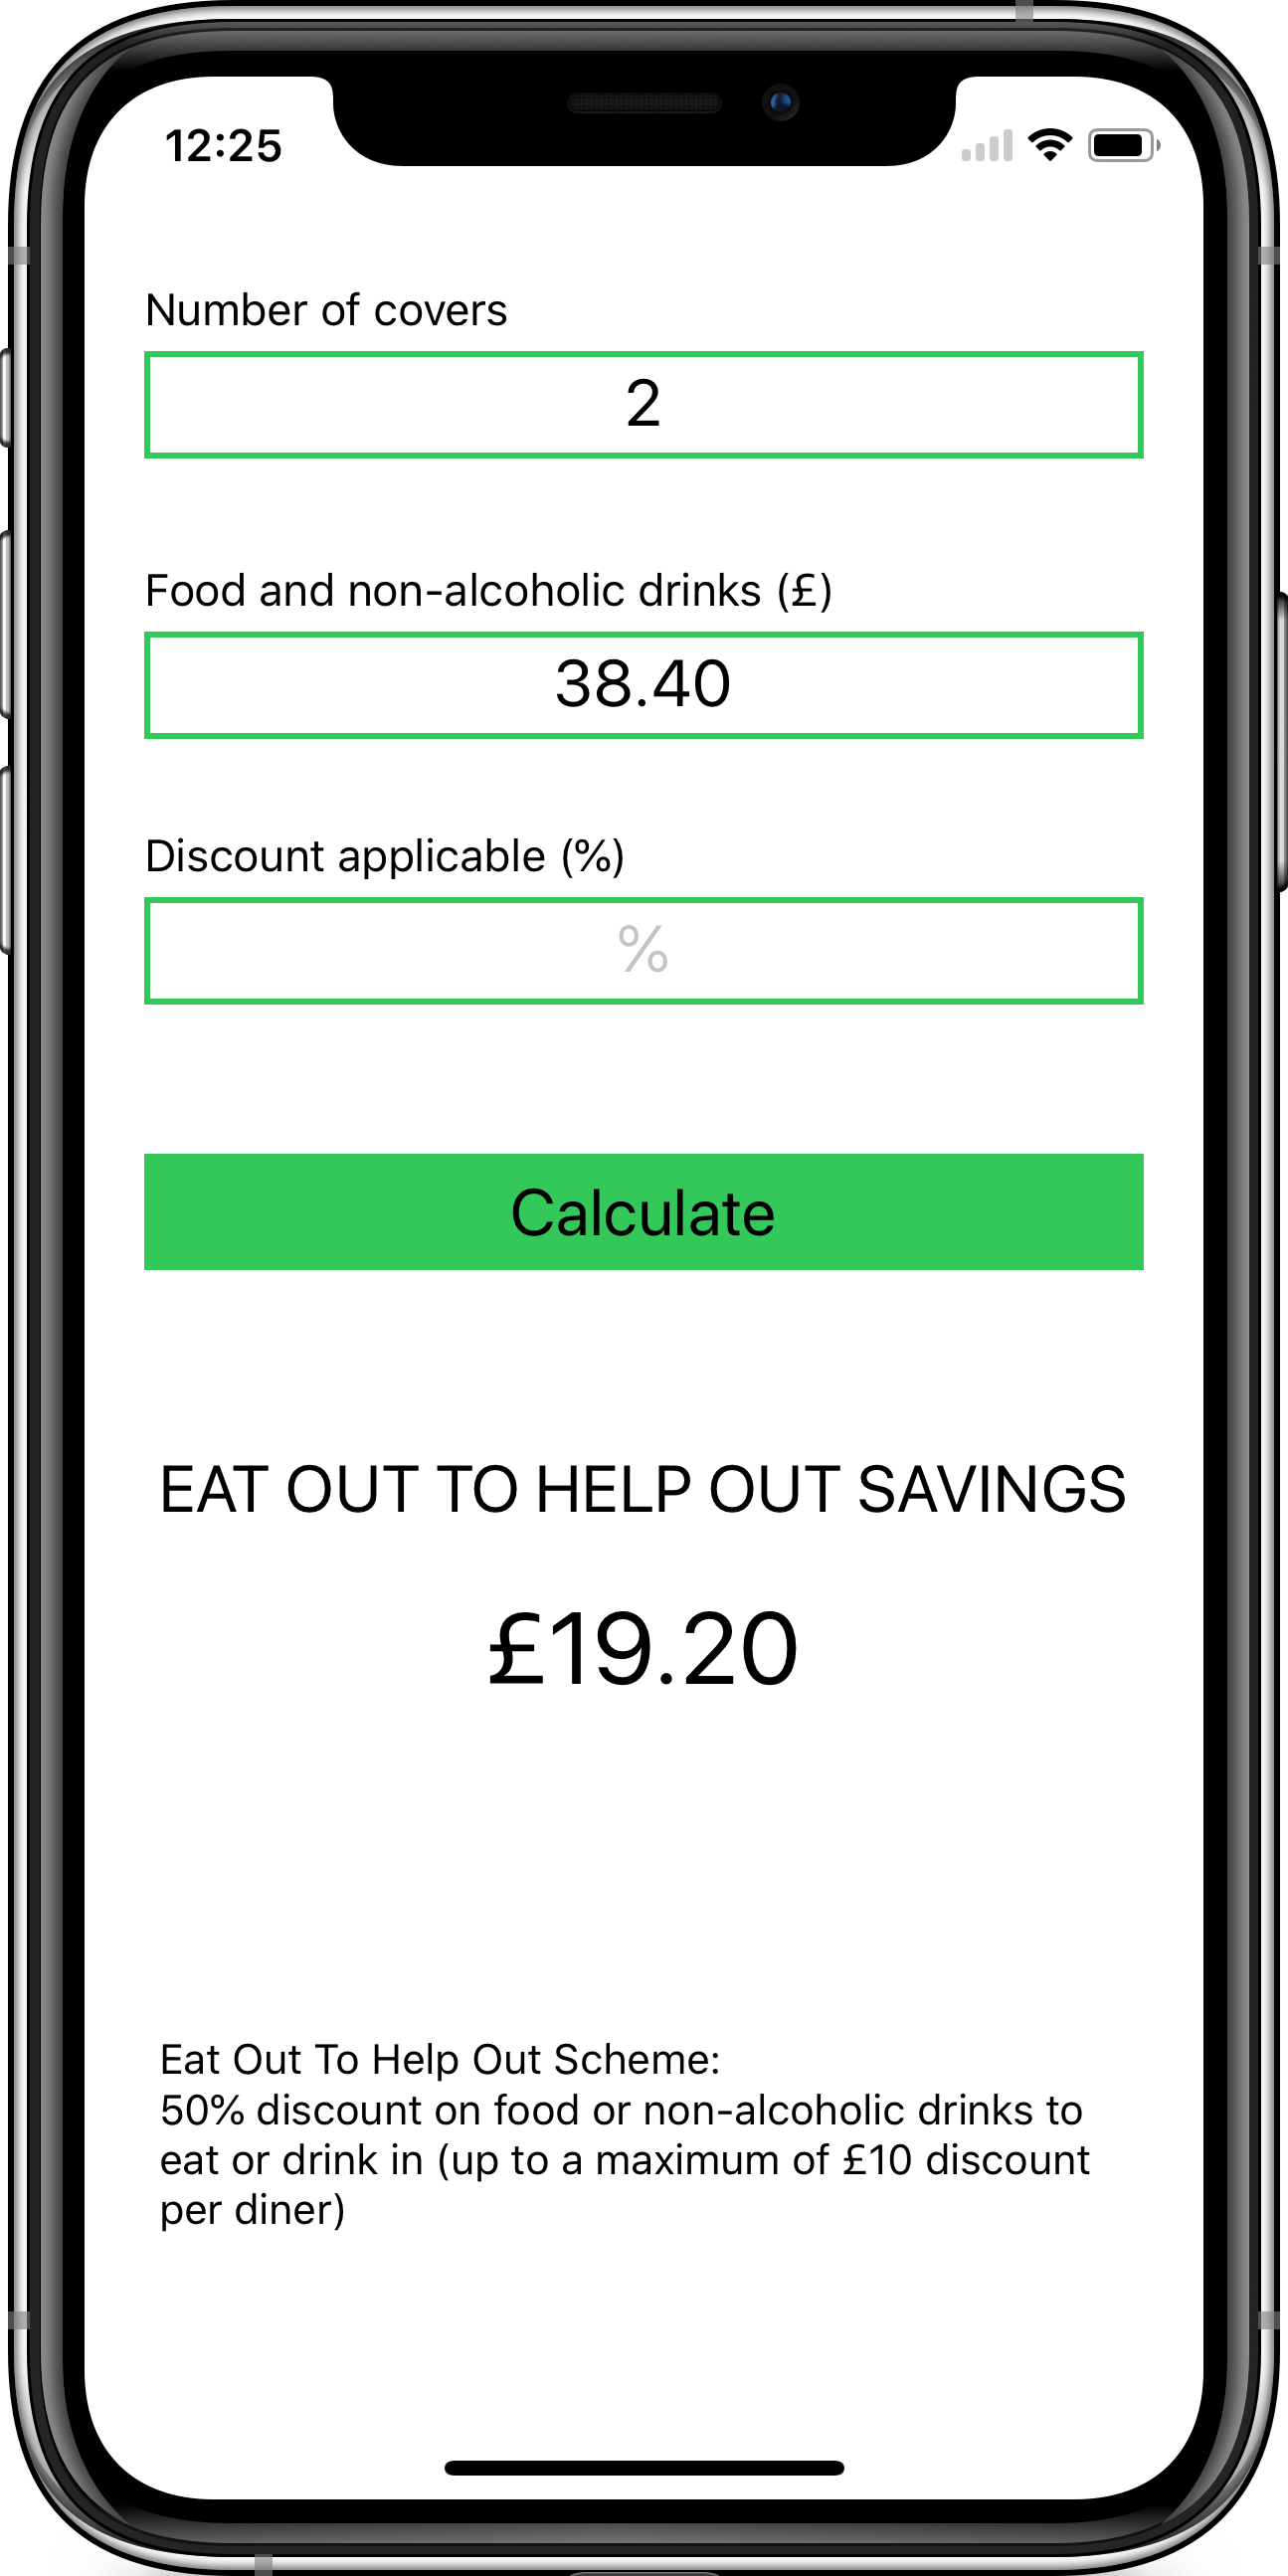 12:25
Number of covers
2
Food and non-alcoholic drinks (£)
38.40
Discount applicable (%)
%
Calculate
EAT OUT TO HELP OUT SAVINGS
£19.20
Eat Out To Help Out Scheme:
50% discount on food or non-alcoholic drinks to
eat or drink in (up to a maximum of £10 discount
per diner)